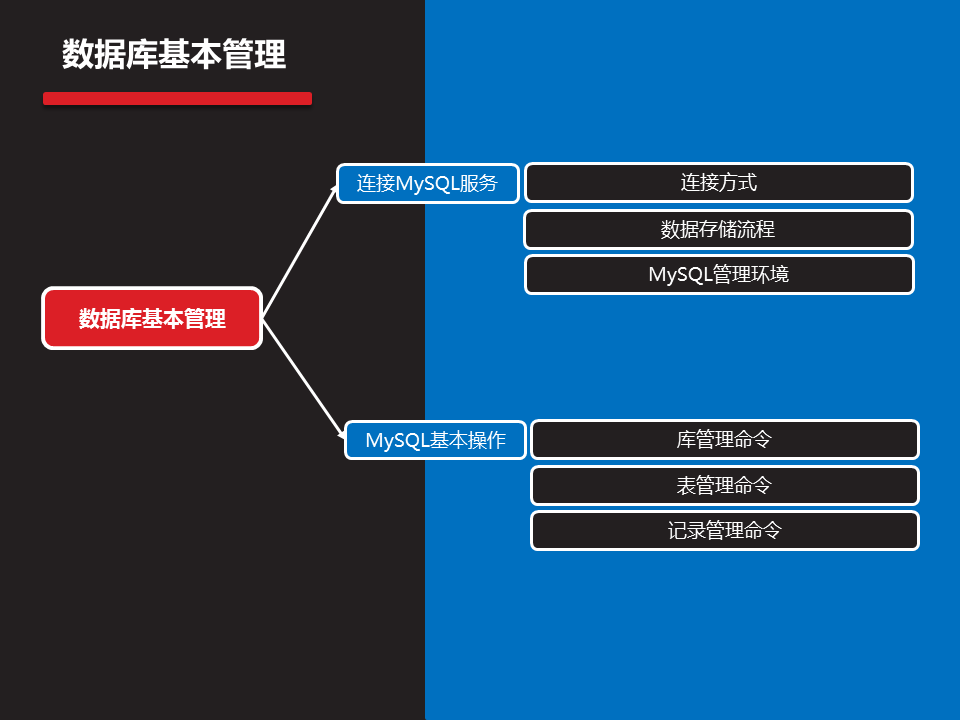 数据库基本管理
连接MySQL服务
连接方式
数据存储流程
MySQL管理环境
数据库基本管理
MySQL基本操作
库管理命令
表管理命令
记录管理命令